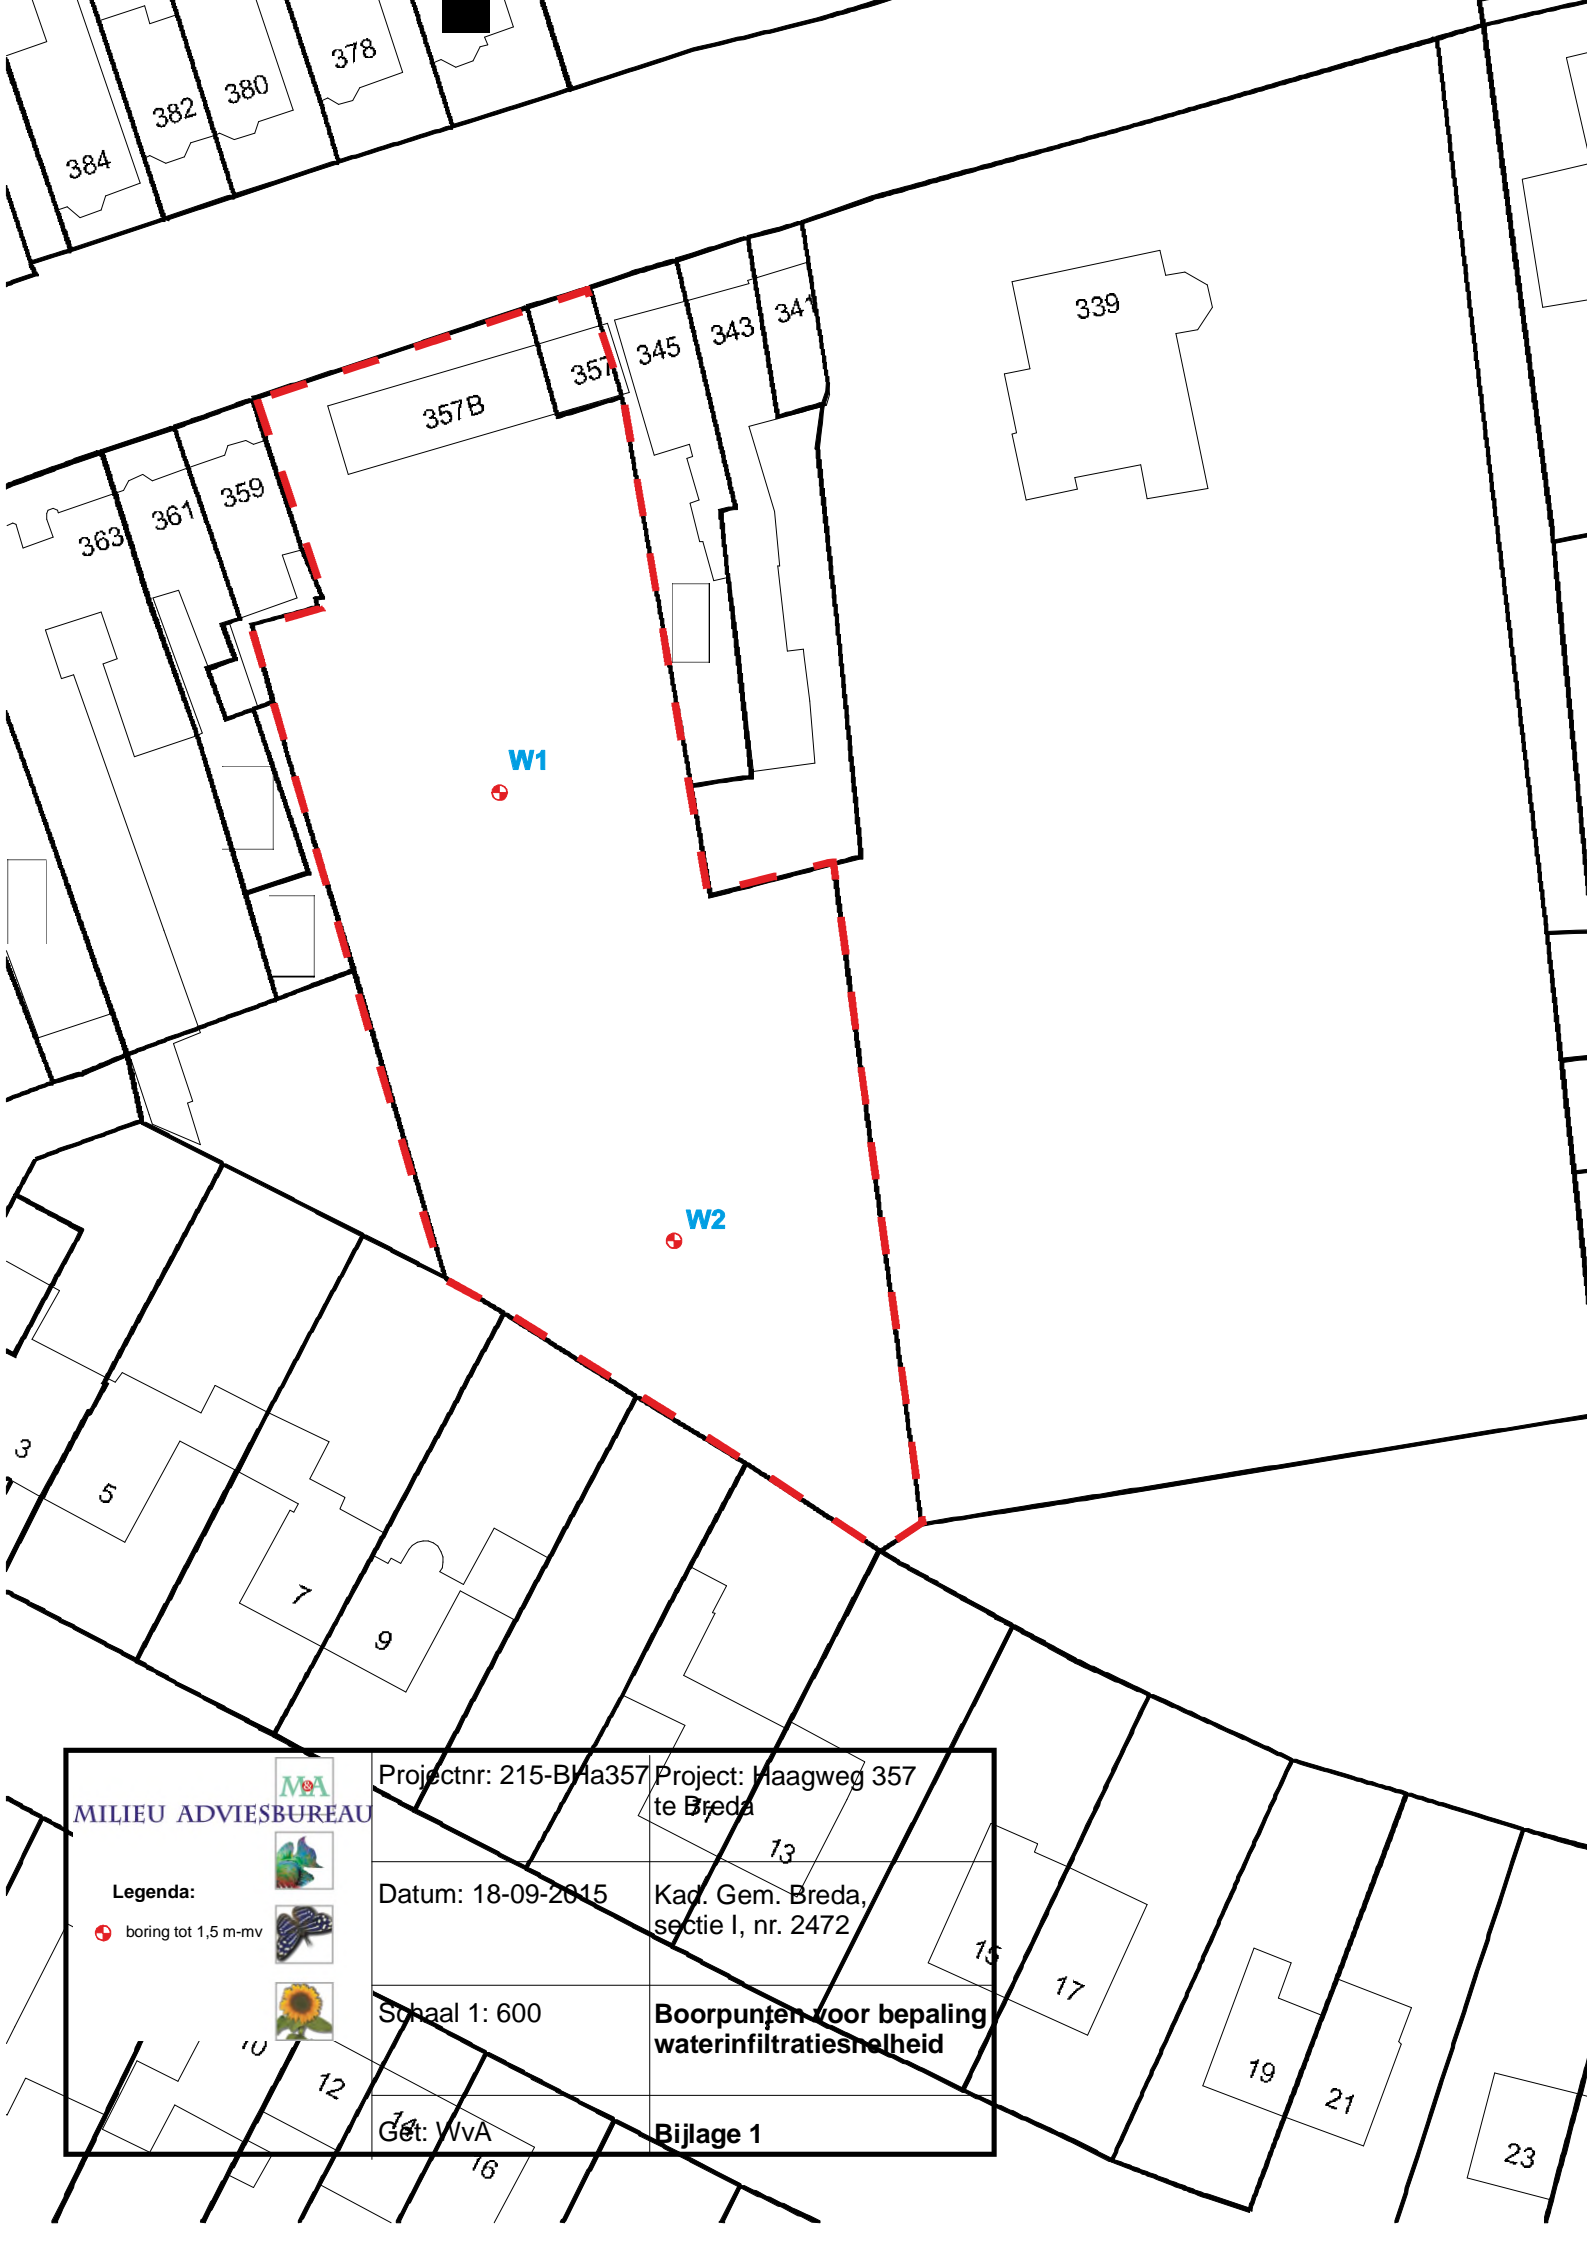 378
380
382
384
339
341
343
345
357
357B
359
361
363
W1
W2
3
5
7
9
M&A
MILIEU ADVIESBUREAU
Legenda:
boring tot 1,5 m-mv
Projectnr: 215-BHa357
Project: Haagweg 357
te Breda
Datum: 18-09-2015
Kad. Gem. Breda,
sectie I, nr. 2472
Schaal 1: 600
Boorpunten voor bepaling
waterinfiltratiesnelheid
Get: WvA
Bijlage 1
13
15
17
19
21
23
10
12
14
16